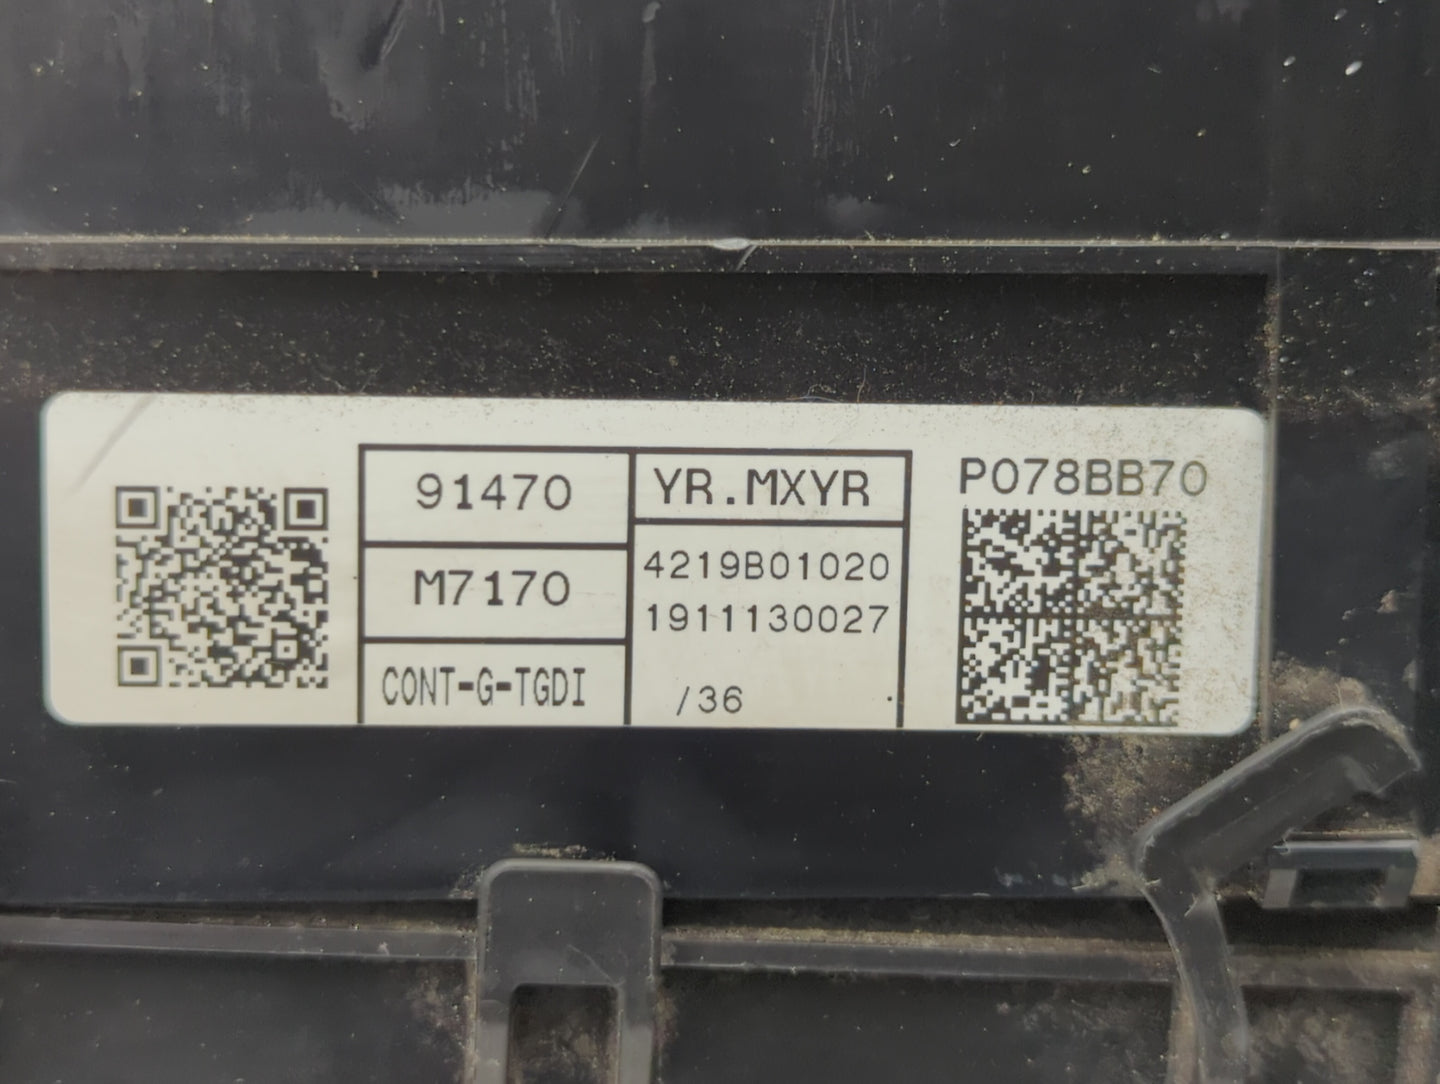 91470
M7170
CONT-G-TGDI
YR.MXYR
4219B01020
1911130027
/36
P078BB70